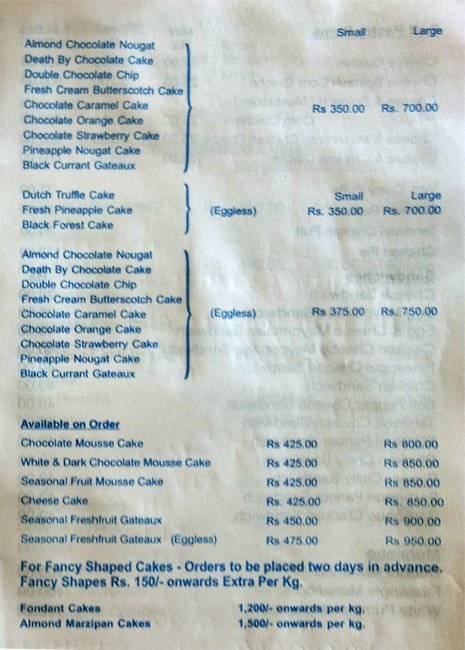 Small Large
Almond Chocolate Nougat
Death By Chocolate Cake
Double Chocolate Chip
Fresh Cream Butterscotch Cake
Chocolate Caramel Cake Rs 350.00 Rs. 700.00
Chocolate Orange Cake
Chocolate Strawberry Cake
Pineapple Nougat Cake
Black Currant Gateaux
Dutch Truffle Cake Small Large
Fresh Pineapple Cake (Eggless) Rs. 350.00 Rs. 700.00
Black Forest Cake
Almond Chocolate Nougat
Death By Chocolate Cake
Double Chocolate Chip
Fresh Cream Butterscotch Cake
Chocolate Caramel Cake (Eggless) Rs 375.00 Rs. 750.00
Chocolate Orange Cake
Chocolate Strawberry Cake
Pineapple Nougat Cake
Black Currant Gateaux
Available on Order
Chocolate Mousse Cake Rs 425.00 Rs 800.00
White & Dark Chocolate Mousse Cake Rs 425.00 Rs 850.00
Seasonal Fruit Mousse Cake Rs 425.00 Rs 850.00
Cheese Cake Rs. 425.00 Rs. 850.00
Seasonal Freshfruit Gateaux Rs 450.00 Rs 900.00
Seasonal Freshfruit Gateaux (Eggless) Rs 475.00 Rs 950.00
For Fancy Shaped Cakes - Orders to be placed two days in advance.
Fancy Shapes Rs. 150/- onwards Extra Per Kg.
Fondant Cakes 1,200/- onwards per kg.
Almond Marzipan Cakes 1,500/- onwards per kg.